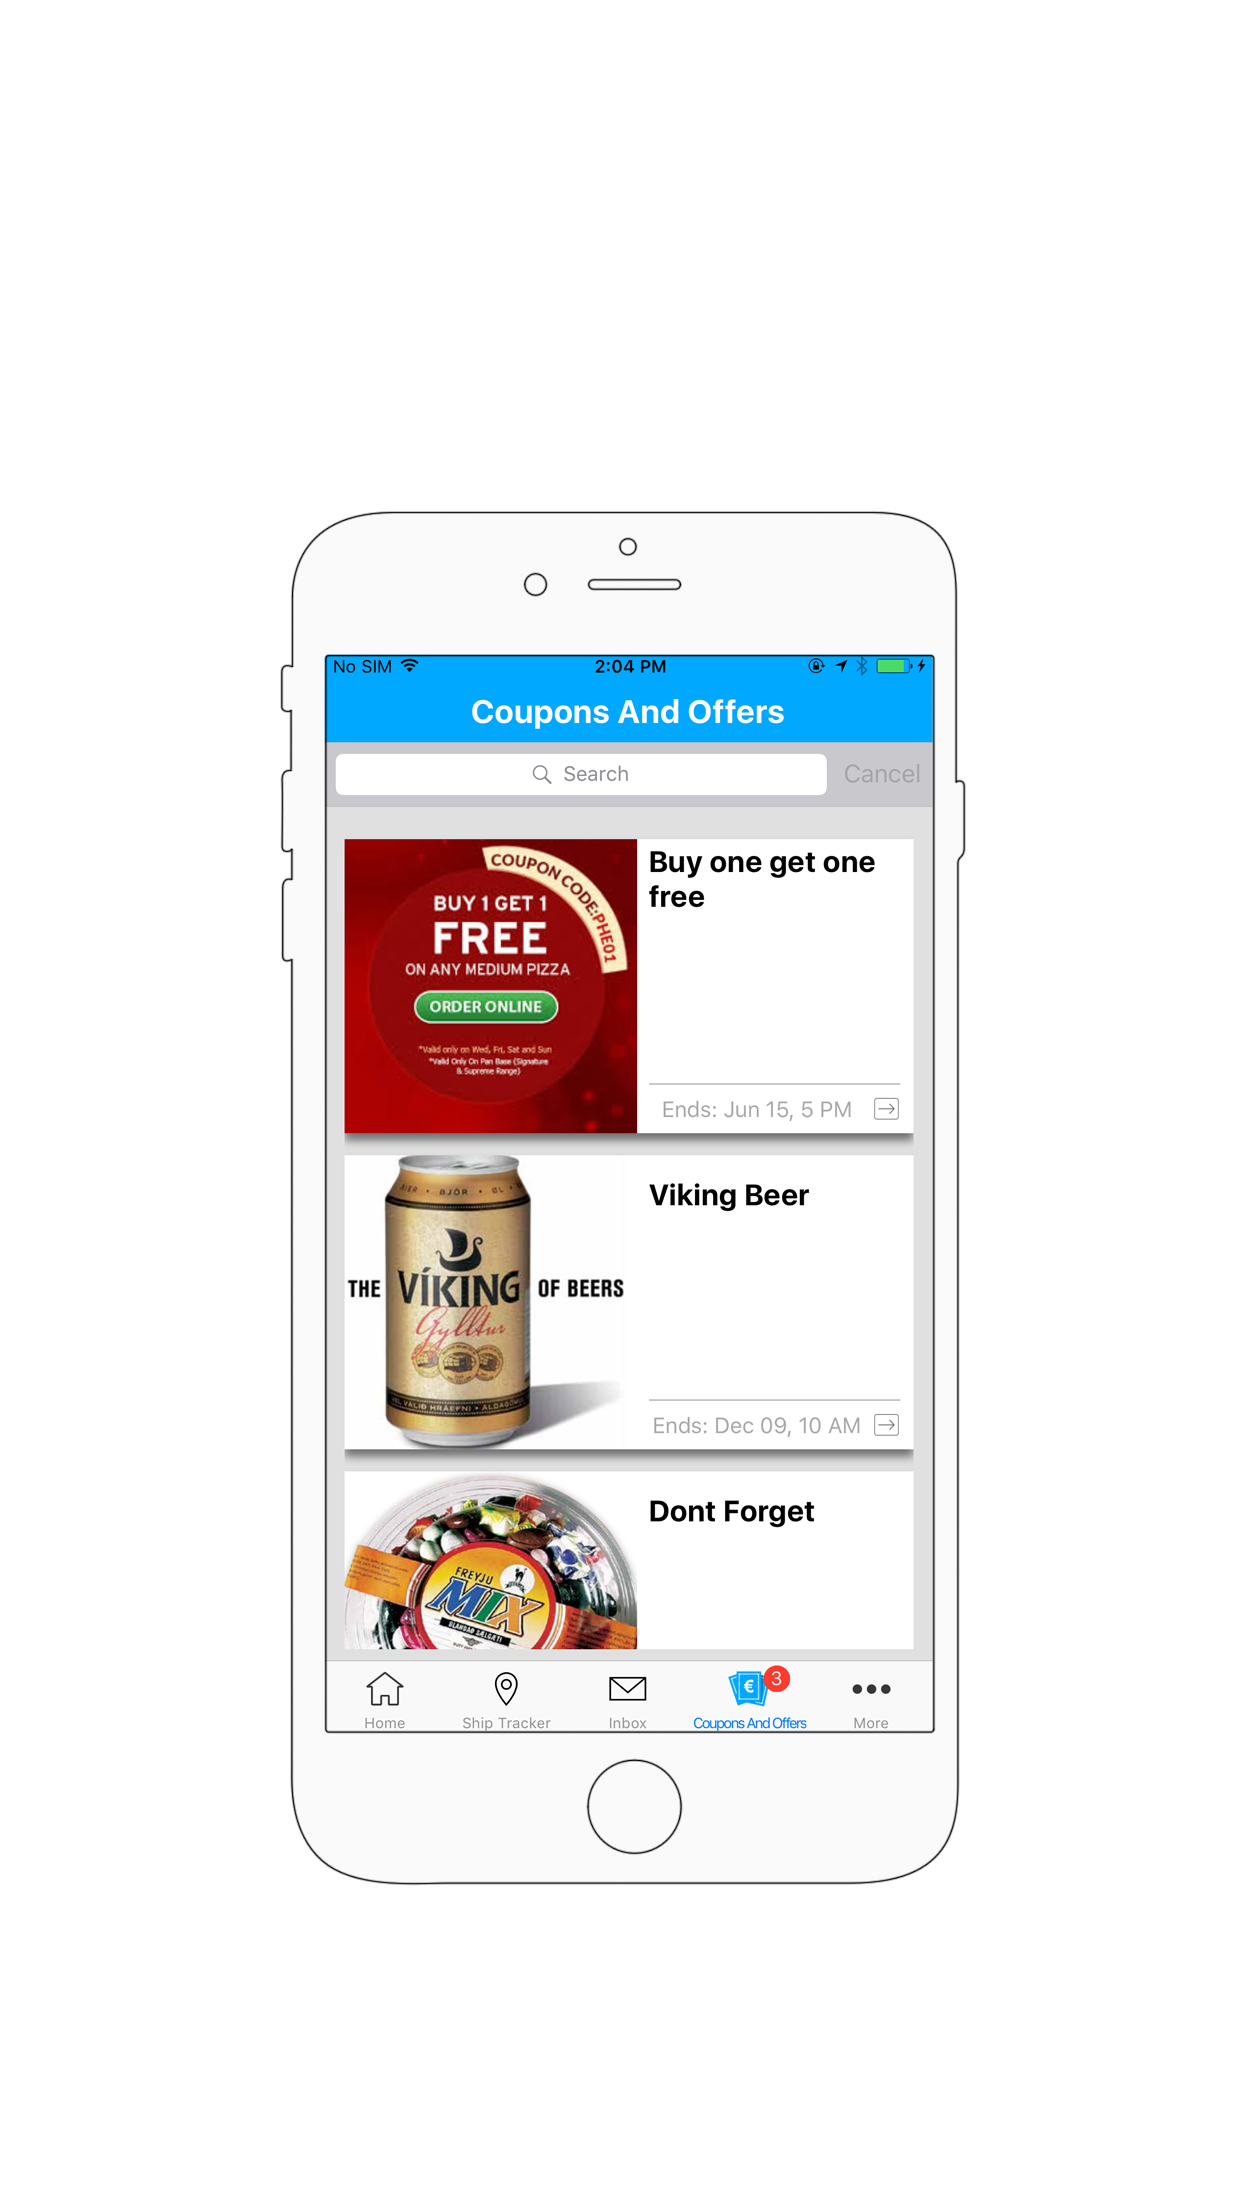 No SIM
2:04 PM
Coupons And Offers
Search
Cancel
COUPON CODE:PHE01
BUY 1 GET 1
FREE
ON ANY MEDIUM PIZZA
ORDER ONLINE
*Valid only on Wed, Fri, Sat and Sun
*Valid Only On Pan Base (Signature
& Supreme Range)
Buy one get one
free
Ends: Jun 15, 5 PM
BJÓR • ØL
THE VÍKING OF BEERS
Gylltur
Viking Beer
Ends: Dec 09, 10 AM
FREYJU
MIX
BLANDAÐ SÆLGÆTI
Dont Forget
€
3
Home
Ship Tracker
Inbox
Coupons And Offers
More